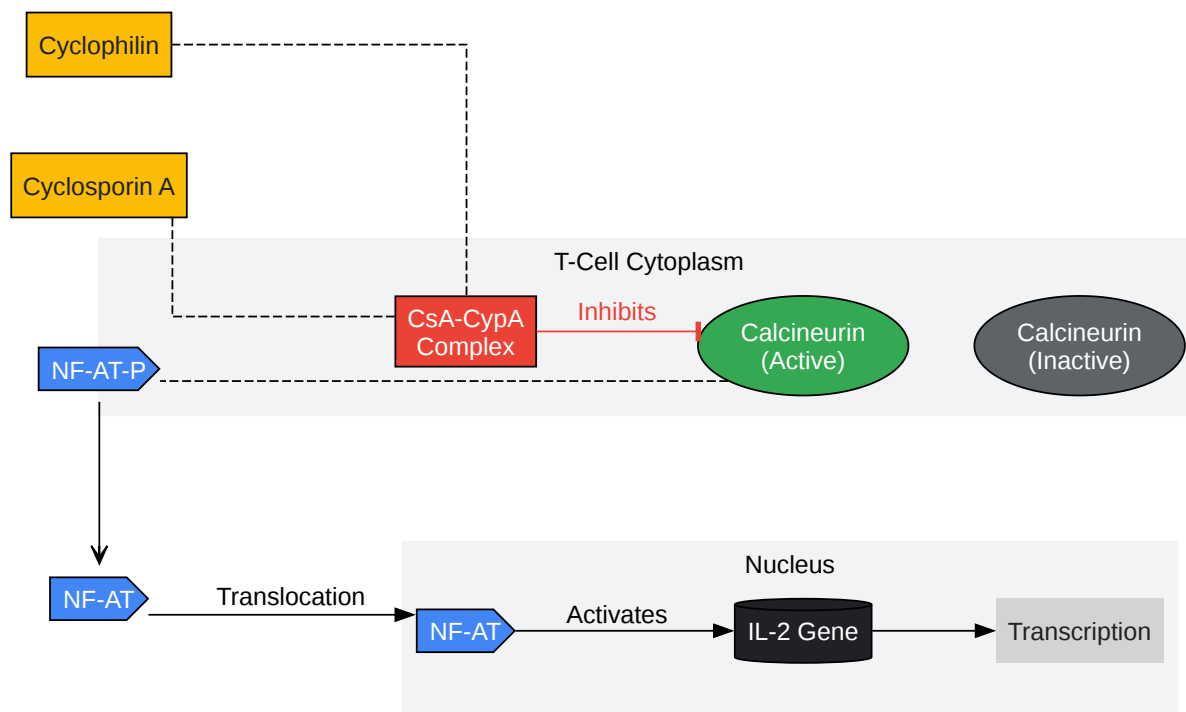 Cyclophilin
Cyclosporin A
T-Cell Cytoplasm
CsA-CypA
Complex
Inhibits
Calcineurin
(Active)
Calcineurin
(Inactive)
NF-AT-P
Nucleus
NF-AT
Translocation
NF-AT
Activates
IL-2 Gene
Transcription